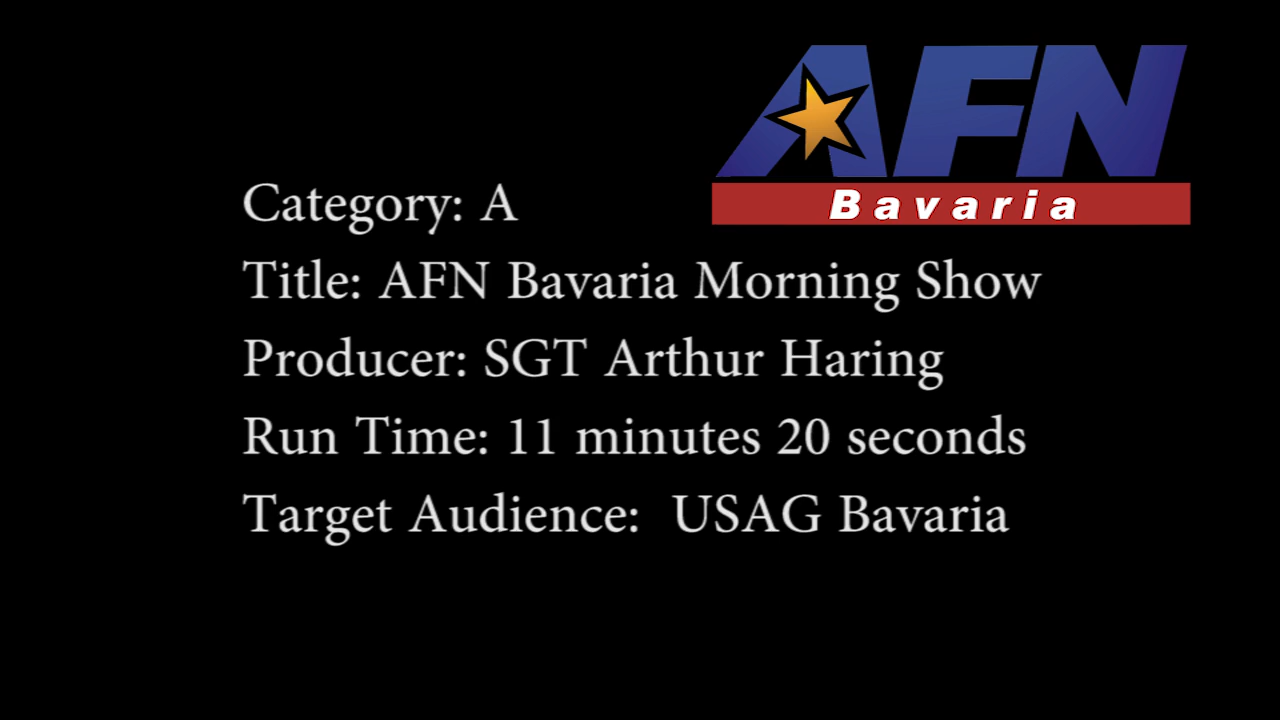 AFN
Bavaria
Category: A
Title: AFN Bavaria Morning Show
Producer: SGT Arthur Haring
Run Time: 11 minutes 20 seconds
Target Audience:  USAG Bavaria